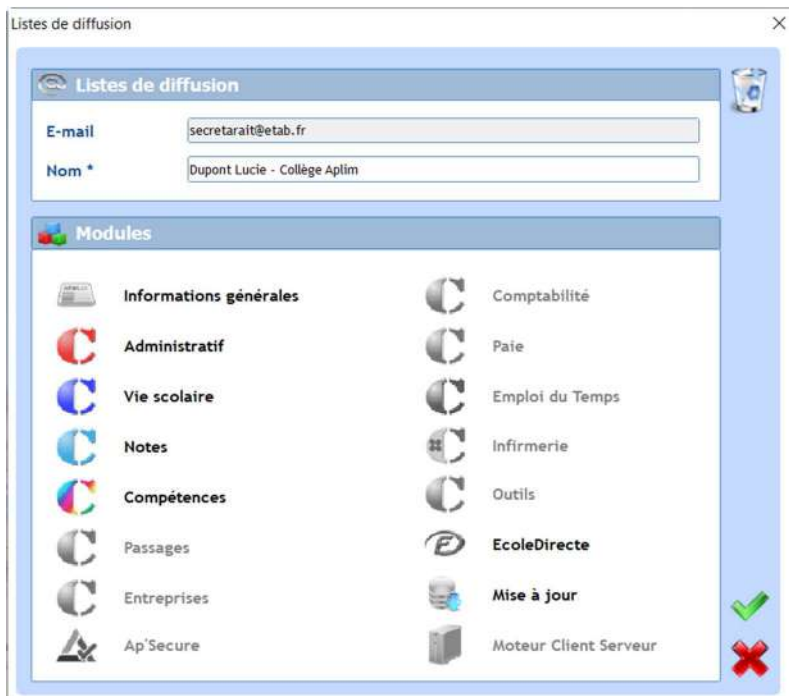 Listes de diffusion
Listes de diffusion
E-mail
secretarait@etab.fr
Nom *
Dupont Lucie - Collège Aplim
Modules
Informations générales
Administratif
Vie scolaire
Notes
Compétences
Passages
Entreprises
Ap'Secure
Comptabilité
Paie
Emploi du Temps
Infirmerie
Outils
EcoleDirecte
Mise à jour
Moteur Client Serveur